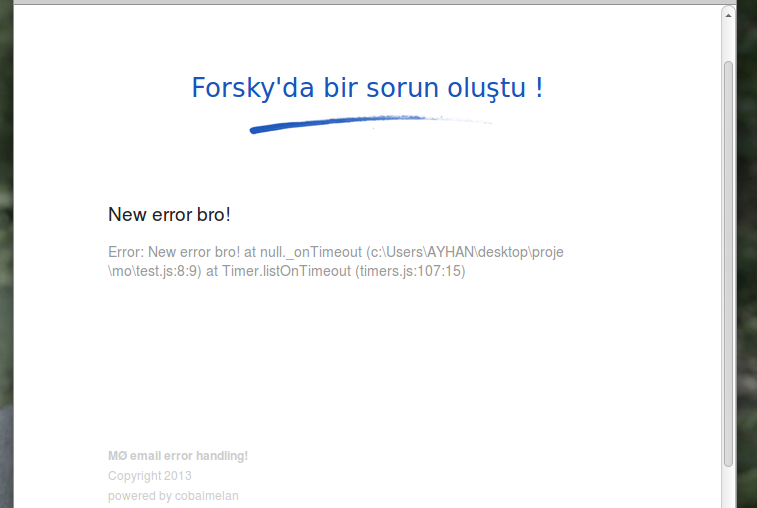 Forsky'da bir sorun oluştu !
New error bro!
Error: New error bro! at null._onTimeout (c:\Users\AYHAN\desktop\proje
\mo\test.js:8:9) at Timer.listOnTimeout (timers.js:107:15)
MØ email error handling!
Copyright 2013
powered by cobaimelan